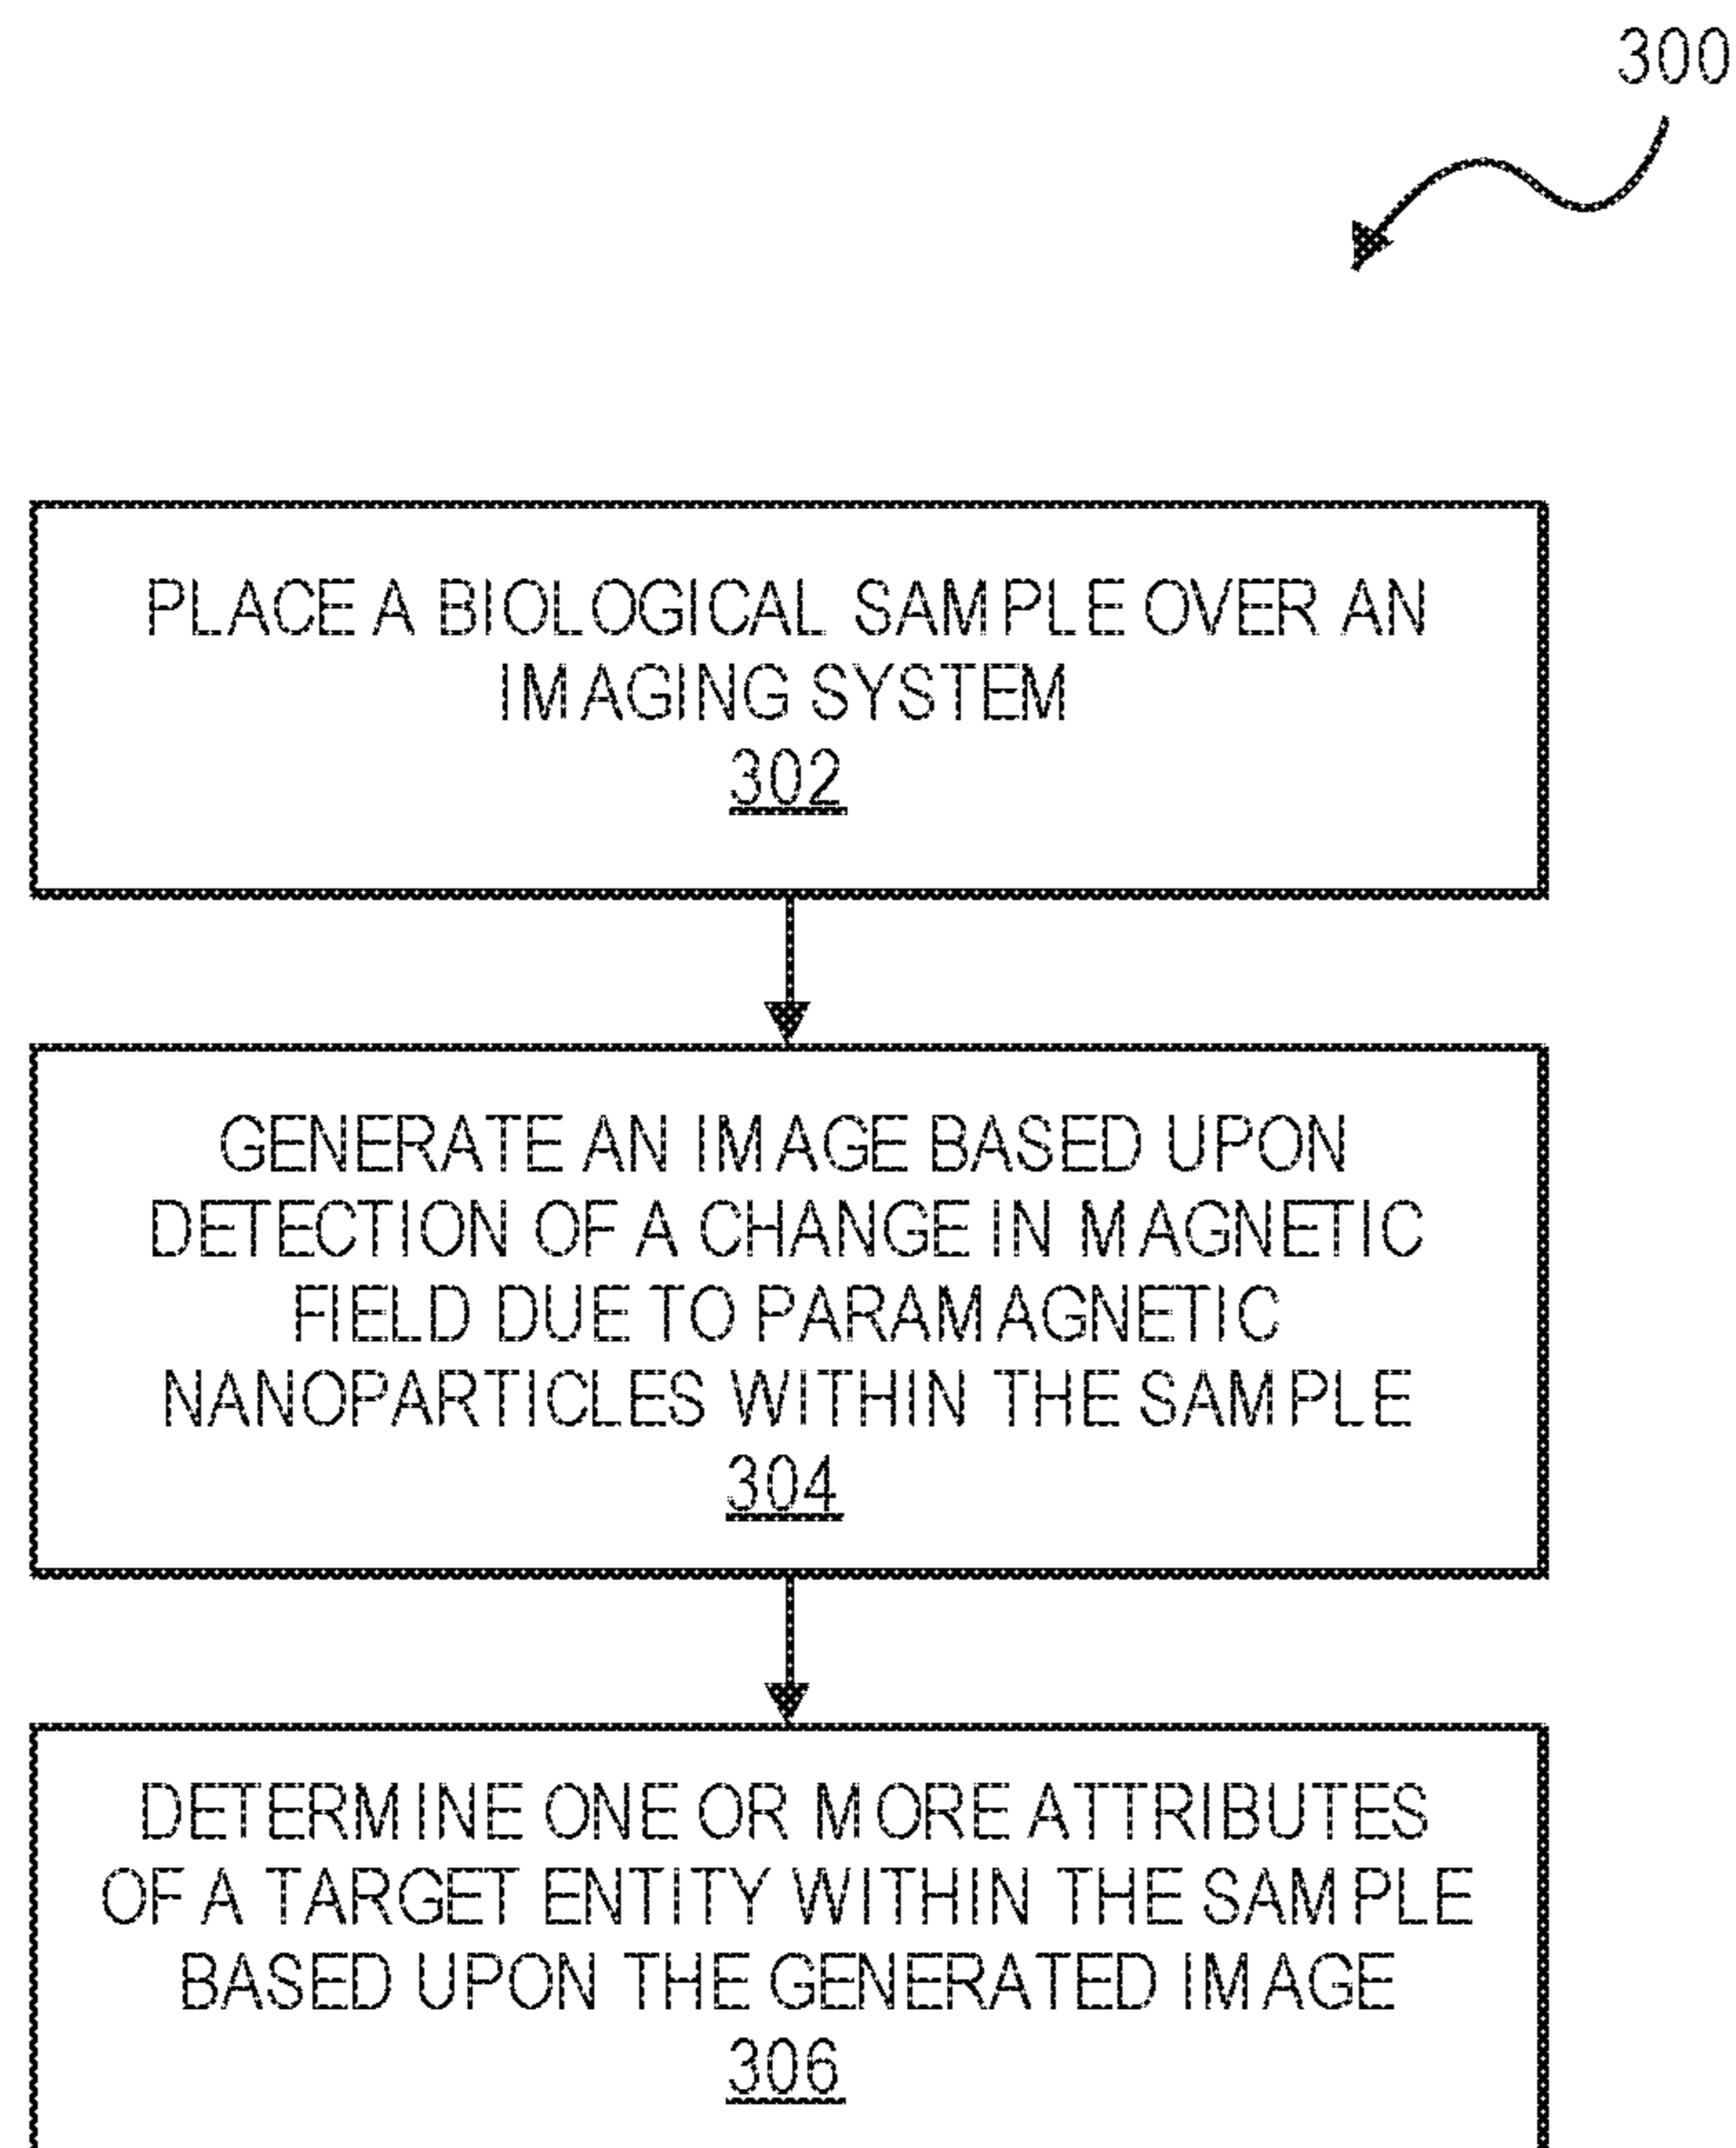 300
PLACE A BIOLOGICAL SAMPLE OVER AN
IMAGING SYSTEM
302
GENERATE AN IMAGE BASED UPON
DETECTION OF A CHANGE IN MAGNETIC
FIELD DUE TO PARAMAGNETIC
NANOPARTICLES WITHIN THE SAMPLE
304
DETERMINE ONE OR MORE ATTRIBUTES
OF A TARGET ENTITY WITHIN THE SAMPLE
BASED UPON THE GENERATED IMAGE
306